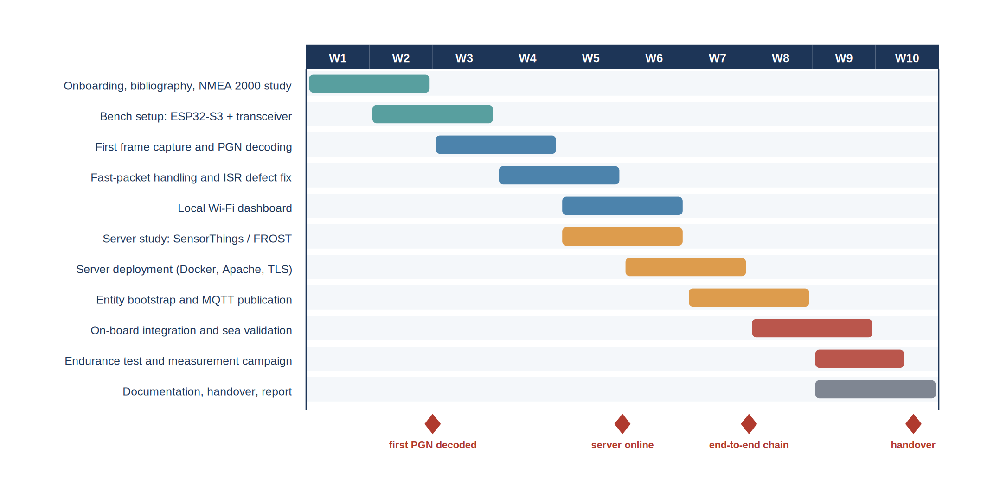 W1 W2 W3 W4 W5 W6 W7 W8 W9 W10
Onboarding, bibliography, NMEA 2000 study
Bench setup: ESP32-S3 + transceiver
First frame capture and PGN decoding
Fast-packet handling and ISR defect fix
Local Wi-Fi dashboard
Server study: SensorThings / FROST
Server deployment (Docker, Apache, TLS)
Entity bootstrap and MQTT publication
On-board integration and sea validation
Endurance test and measurement campaign
Documentation, handover, report
first PGN decoded server online end-to-end chain handover